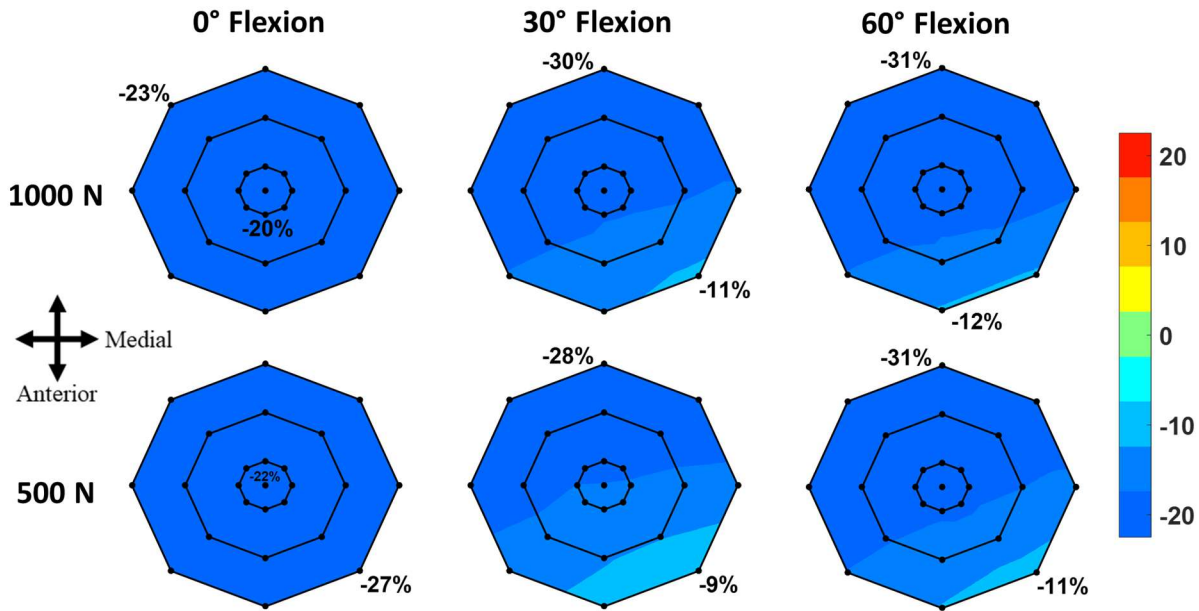 0° Flexion
30° Flexion
60° Flexion
-23%
-30%
-31%
1000 N
-20%
-11%
-12%
20
10
0
-10
-20
Medial
Anterior
-28%
-31%
500 N
-22%
-27%
-9%
-11%